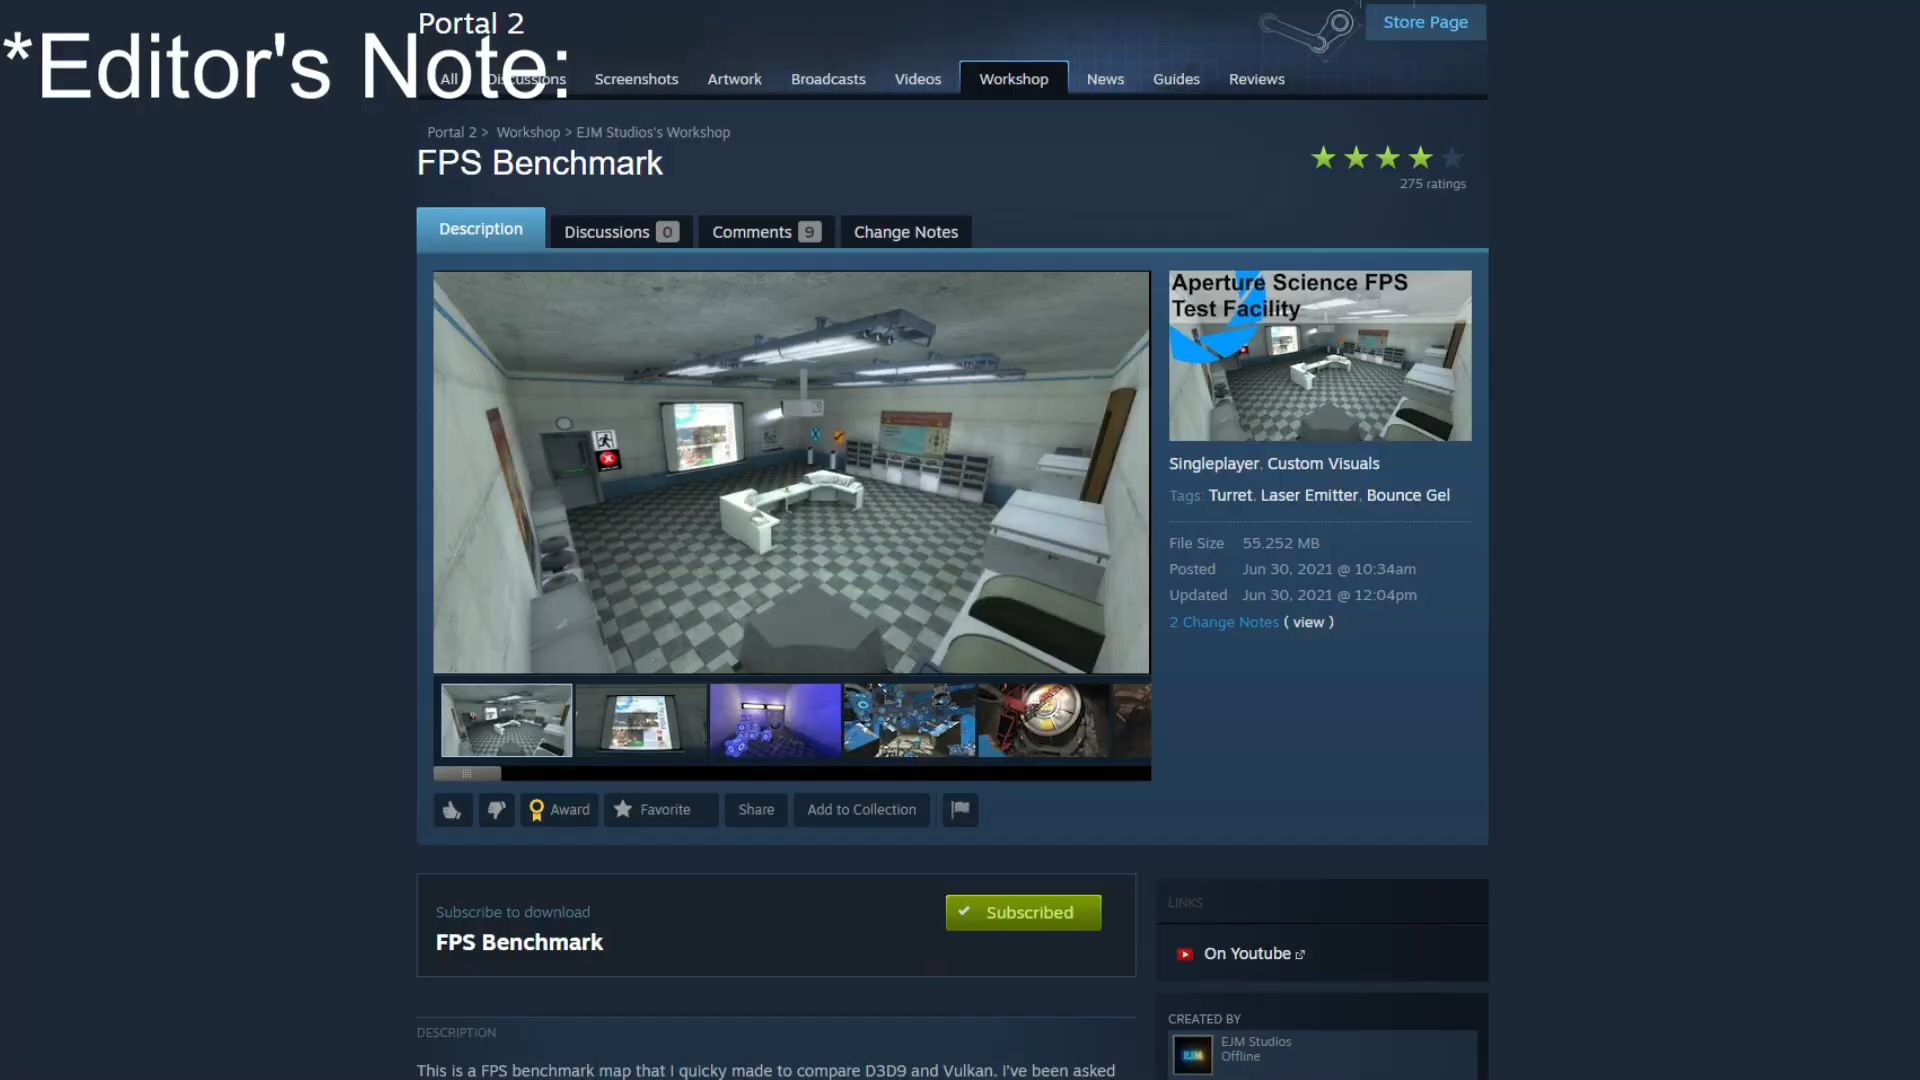 Portal 2
Store Page
*Editor's Note:
All
Discussions
Screenshots
Artwork
Broadcasts
Videos
Workshop
News
Guides
Reviews
Portal 2 > Workshop > EJM Studios's Workshop
FPS Benchmark
275 ratings
Description
Discussions 0
Comments 9
Change Notes
Aperture Science FPS
Test Facility
Singleplayer, Custom Visuals
Tags: Turret, Laser Emitter, Bounce Gel
File Size 55.252 MB
Posted Jun 30, 2021 @ 10:34am
Updated Jun 30, 2021 @ 12:04pm
2 Change Notes ( view )
Award
Favorite
Share
Add to Collection
Subscribe to download
FPS Benchmark
Subscribed
LINKS
On Youtube
DESCRIPTION
This is a FPS benchmark map that I quicky made to compare D3D9 and Vulkan. I've been asked
CREATED BY
EJM
EJM Studios
Offline